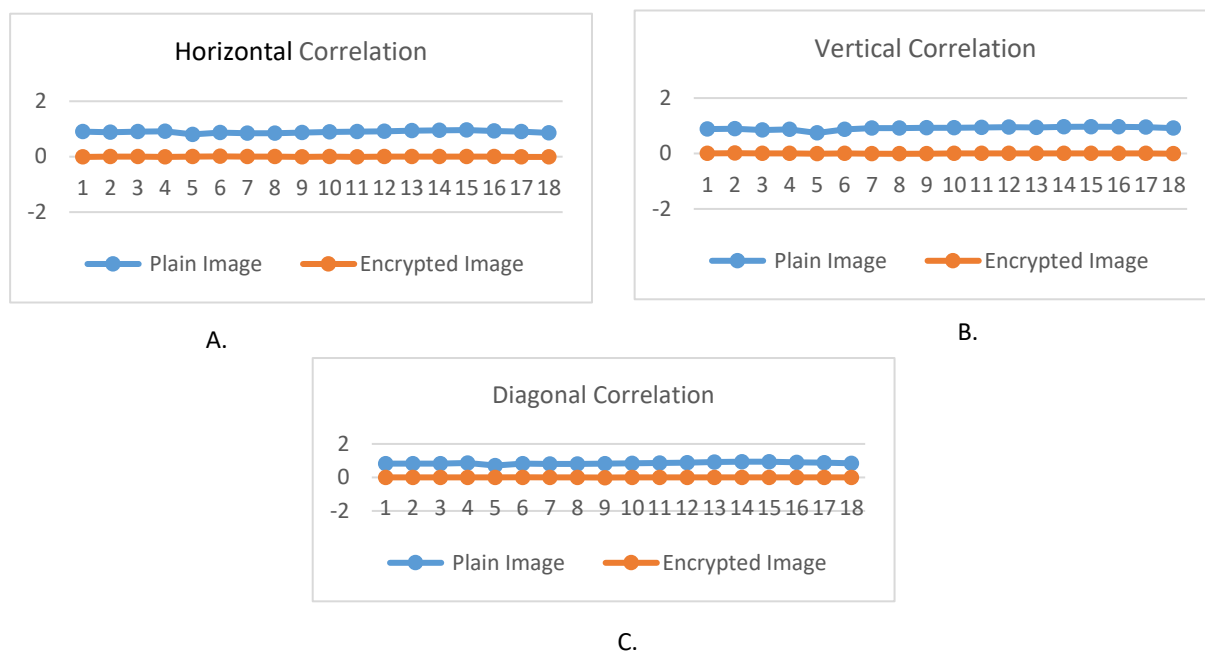 Horizontal Correlation
2
0
1 2 3 4 5 6 7 8 9 10 11 12 13 14 15 16 17 18
-2
Plain Image Encrypted Image
A.
Vertical Correlation
2
0
1 2 3 4 5 6 7 8 9 10 11 12 13 14 15 16 17 18
-2
Plain Image Encrypted Image
B.
Diagonal Correlation
2
0
-2
1 2 3 4 5 6 7 8 9 10 11 12 13 14 15 16 17 18
Plain Image Encrypted Image
C.